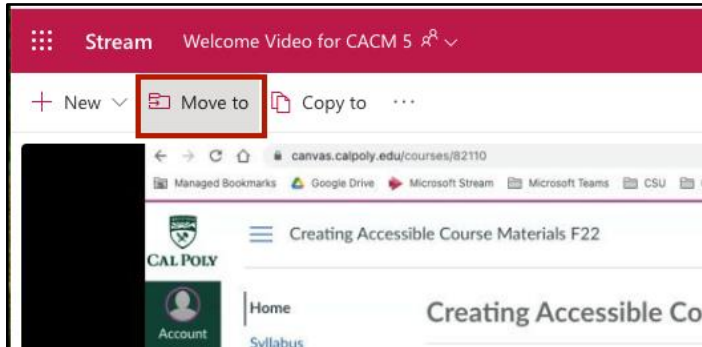 Stream Welcome Video for CACM 5
New Move to Copy to ...
canvas.calpoly.edu/courses/82110
Managed Bookmarks Google Drive Microsoft Stream Microsoft Teams CSU
CAL POLY
Creating Accessible Course Materials F22
Account
Home
Creating Accessible Co
Syllabus